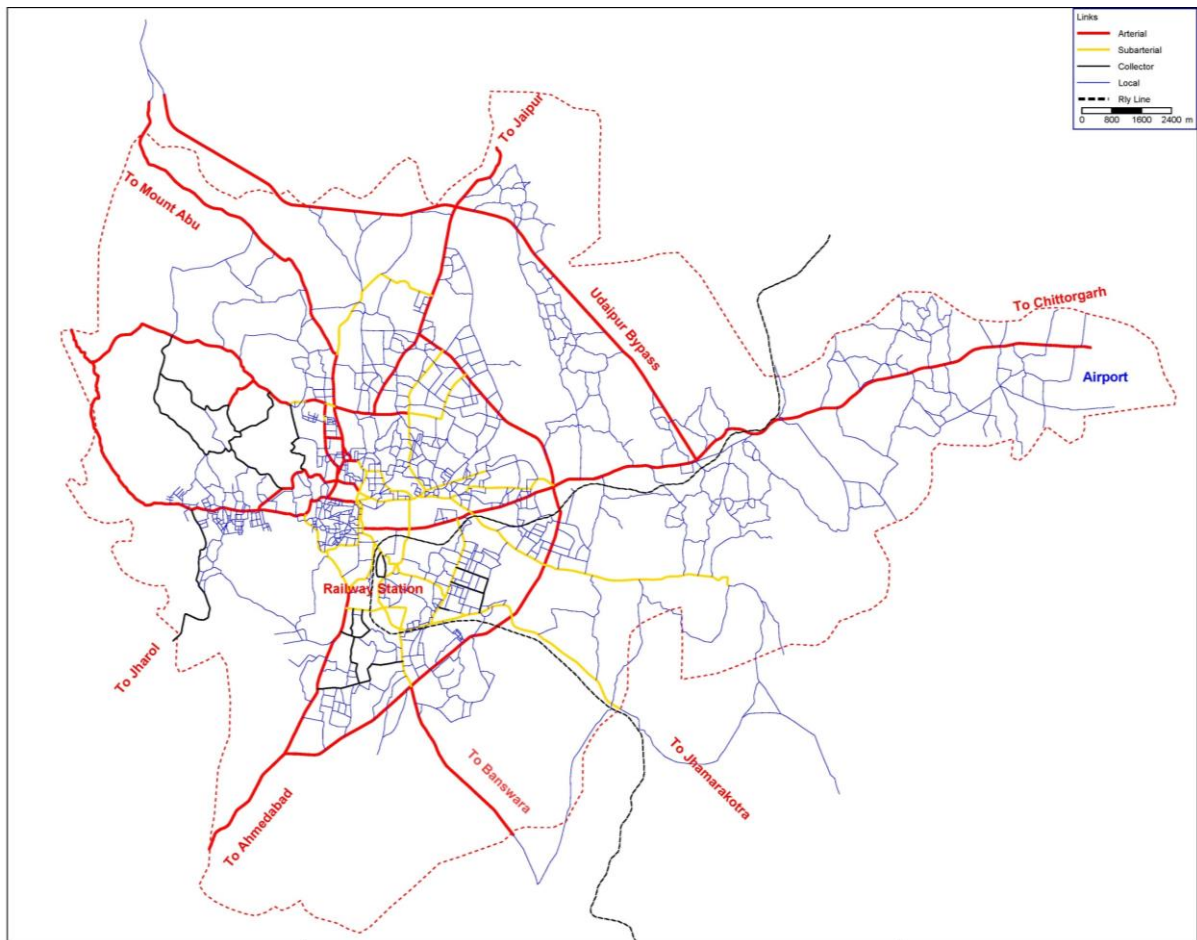 Links
Arterial
Subarterial
Collector
Local
Rly Line
0 800 1600 2400 m
To Jaipur
To Mount Abu
Udaipur Bypass
To Chittorgarh
Airport
Railway Station
To Jharol
To Ahmedabad
To Banswara
To Jhamarakotra